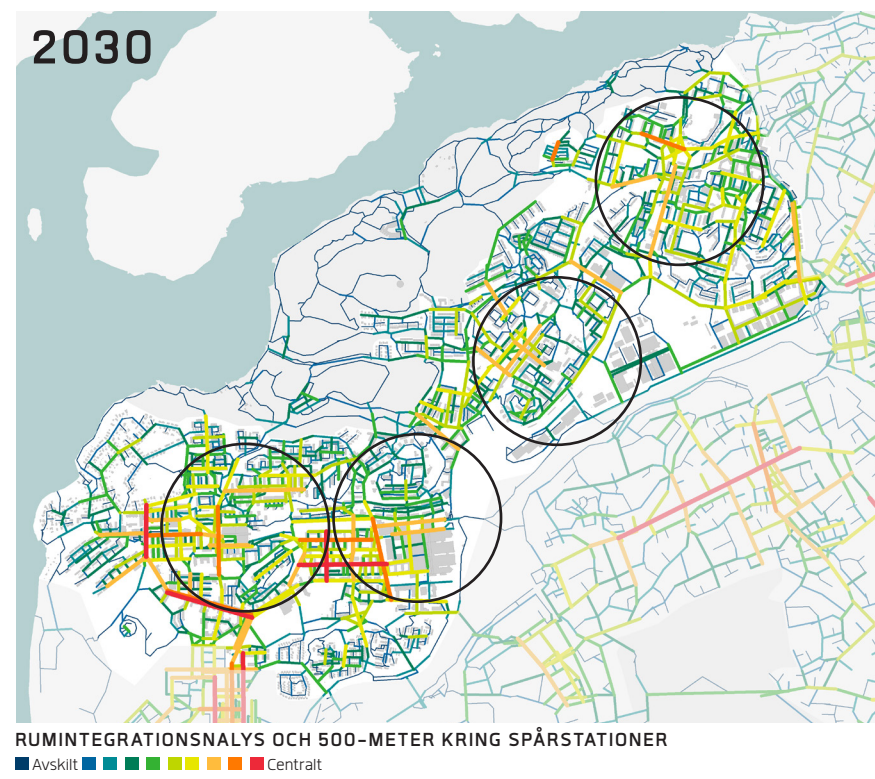 2030
RUMINTEGRATIONSNALYS OCH 500-METER KRING SPÅRSTATIONER
Avskilt Centralt